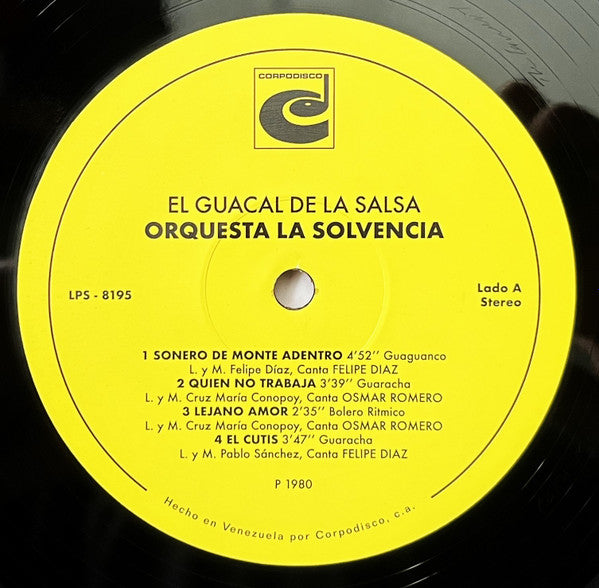 CORPODISCO
EL GUACAL DE LA SALSA
ORQUESTA LA SOLVENCIA
LPS - 8195
Lado A
Stereo
1 SONERO DE MONTE ADENTRO 4'52'' Guaguanco
L. y M. Felipe Díaz, Canta FELIPE DIAZ
2 QUIEN NO TRABAJA 3'39'' Guaracha
L. y M. Cruz María Conopoy, Canta OSMAR ROMERO
3 LEJANO AMOR 2'35'' Bolero Ritmico
L. y M. Cruz María Conopoy, Canta OSMAR ROMERO
4 EL CUTIS 3'47'' Guaracha
L. y M. Pablo Sánchez, Canta FELIPE DIAZ
P 1980
Hecho en Venezuela por Corpodisco, c.a.